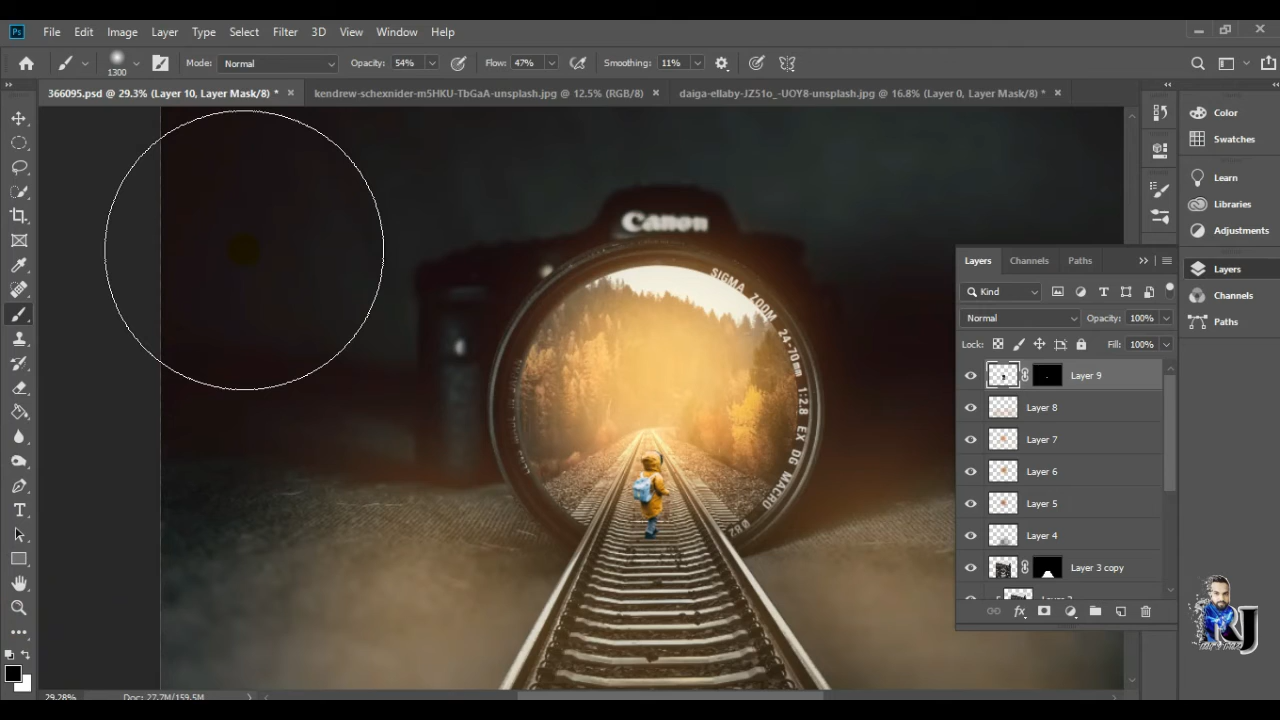 Ps File Edit Image Layer Type Select Filter 3D View Window Help
1300 Mode: Normal Opacity: 54% Flow: 47% Smoothing: 11%
366095.psd @ 29.3% (Layer 10, Layer Mask/8) * kendrew-schexnider-m5HKU-TbGaA-unsplash.jpg @ 12.5% (RGB/8) daiga-ellaby-JZ51o_-UOY8-unsplash.jpg @ 16.8% (Layer 0, Layer Mask/8) *
Color
Swatches
Learn
Libraries
Adjustments
Layers
Channels
Paths
Canon
SIGMA ZOOM 24-70mm 1:2.8 EX DG MACRO
Layers Channels Paths
Kind
Normal Opacity: 100%
Lock: Fill: 100%
Layer 9
Layer 8
Layer 7
Layer 6
Layer 5
Layer 4
Layer 3 copy
fx
RJ
29.28% Doc: 27.7M/159.5M